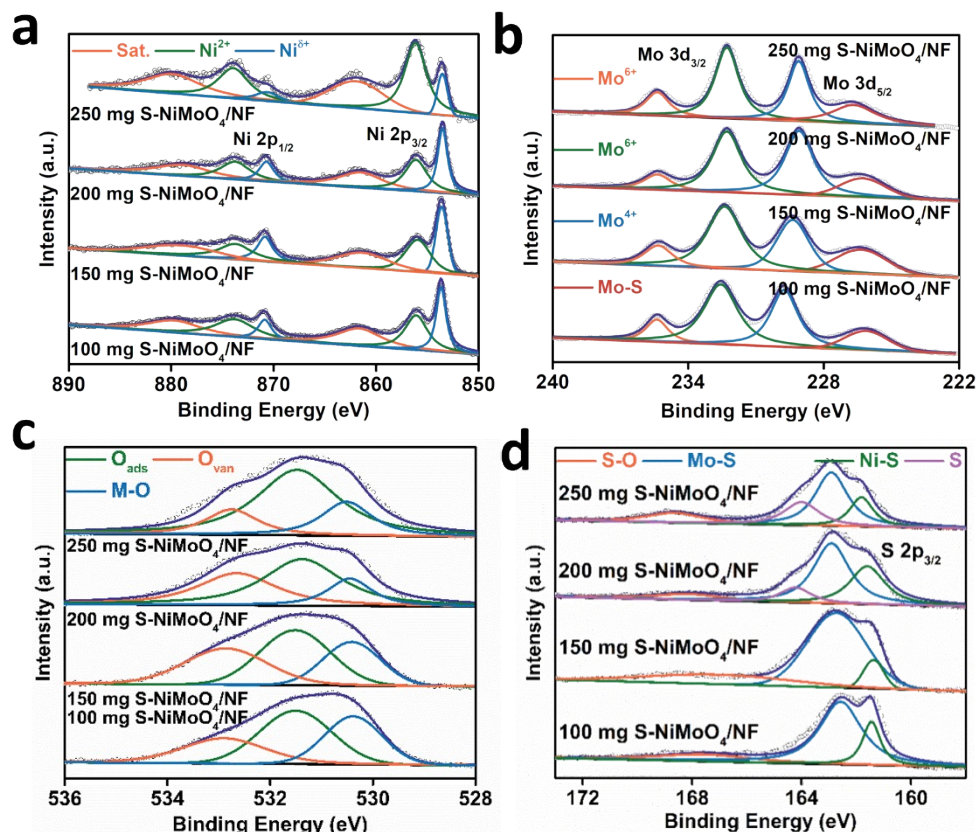 a
Sat. Ni²⁺ Niᵟ⁺
250 mg S-NiMoO₄/NF
Ni 2p₁/₂ Ni 2p₃/₂
200 mg S-NiMoO₄/NF
150 mg S-NiMoO₄/NF
100 mg S-NiMoO₄/NF
Intensity (a.u.)
890 880 870 860 850
Binding Energy (eV)
b
Mo 3d₃/₂ 250 mg S-NiMoO₄/NF
Mo⁶⁺ Mo 3d₅/₂
200 mg S-NiMoO₄/NF
Mo⁶⁺
150 mg S-NiMoO₄/NF
Mo⁴⁺
100 mg S-NiMoO₄/NF
Mo-S
Intensity (a.u.)
240 234 228 222
Binding Energy (eV)
c
O_ads O_van
M-O
250 mg S-NiMoO₄/NF
200 mg S-NiMoO₄/NF
150 mg S-NiMoO₄/NF
100 mg S-NiMoO₄/NF
Intensity (a.u.)
536 534 532 530 528
Binding Energy (eV)
d
S-O Mo-S Ni-S S
250 mg S-NiMoO₄/NF
S 2p₃/₂
200 mg S-NiMoO₄/NF
150 mg S-NiMoO₄/NF
100 mg S-NiMoO₄/NF
Intensity (a.u.)
172 168 164 160
Binding Energy (eV)